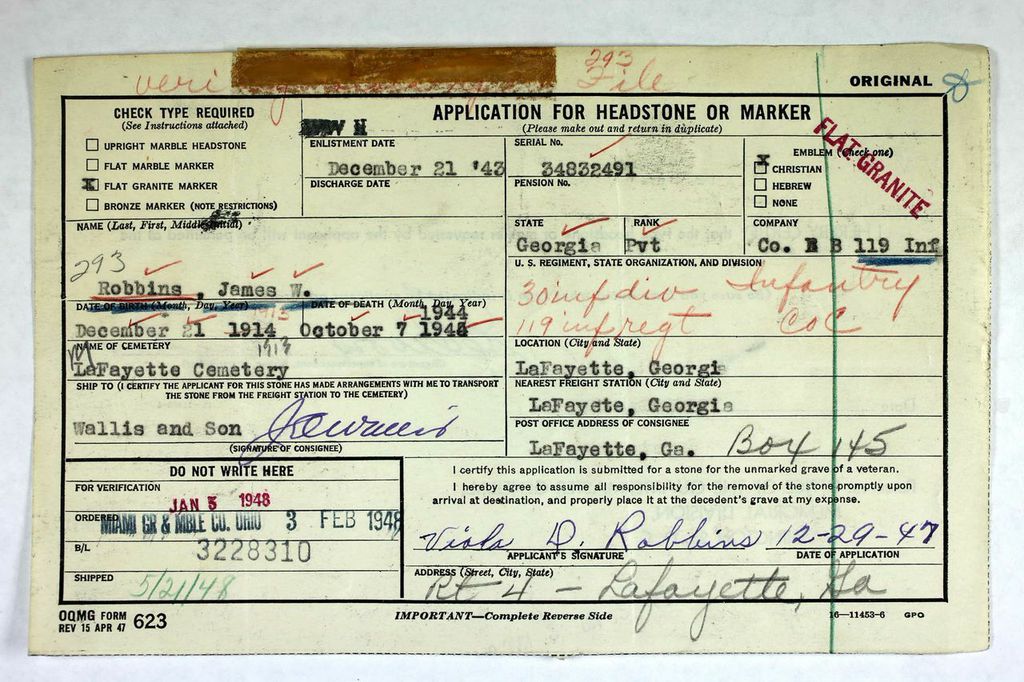 293
veri File
ORIGINAL 8
CHECK TYPE REQUIRED
(See Instructions attached)
UPRIGHT MARBLE HEADSTONE
FLAT MARBLE MARKER
X FLAT GRANITE MARKER
BRONZE MARKER (NOTE RESTRICTIONS)
APPLICATION FOR HEADSTONE OR MARKER
(Please make out and return in duplicate)
WW II
ENLISTMENT DATE
December 21 '43
DISCHARGE DATE
SERIAL No.
34832491
PENSION No.
EMBLEM (Check one)
X CHRISTIAN
HEBREW
NONE
FLAT GRANITE
STATE
Georgia
RANK
Pvt
COMPANY
Co. B 119 Inf
NAME (Last, First, Middle Initial)
293
Robbins , James W.
U. S. REGIMENT, STATE ORGANIZATION, AND DIVISION
30 inf div Infantry
119 inf regt Co C
DATE OF BIRTH (Month, Day, Year)
1913
December 21 1914
1913
DATE OF DEATH (Month, Day, Year)
1944
October 7 194
NAME OF CEMETERY
LaFayette Cemetery
LOCATION (City and State)
LaFayette, Georgia
SHIP TO (I CERTIFY THE APPLICANT FOR THIS STONE HAS MADE ARRANGEMENTS WITH ME TO TRANSPORT
THE STONE FROM THE FREIGHT STATION TO THE CEMETERY)
Wallis and Son
(SIGNATURE OF CONSIGNEE)
NEAREST FREIGHT STATION (City and State)
LaFayete, Georgia
POST OFFICE ADDRESS OF CONSIGNEE
LaFayette, Ga. Box 145
DO NOT WRITE HERE
FOR VERIFICATION
JAN 5 1948
ORDERED
MIAMI GR & MBLE CO. OHIO 3 FEB 1948
B/L
3228310
SHIPPED
5/21/48
I certify this application is submitted for a stone for the unmarked grave of a veteran.
I hereby agree to assume all responsibility for the removal of the stone promptly upon
arrival at destination, and properly place it at the decedent's grave at my expense.
Viola D. Robbins 12-29-47
APPLICANT'S SIGNATURE DATE OF APPLICATION
ADDRESS (Street, City, State)
Rt 4 - Lafayette, Ga
OQMG FORM 623
REV 15 APR 47
IMPORTANT—Complete Reverse Side
16—11453-6 GPO